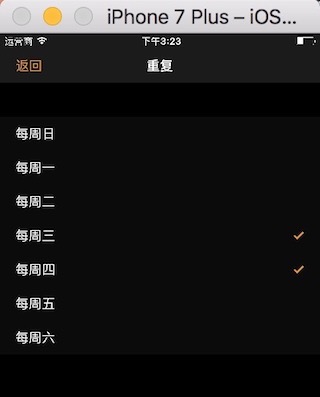 iPhone 7 Plus – iOS...
运营商 下午3:23
返回 重复
每周日
每周一
每周二
每周三
每周四
每周五
每周六